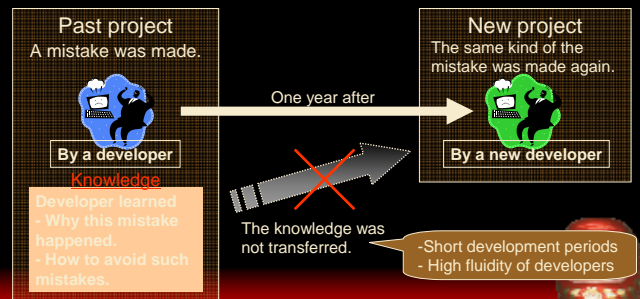 Past project
A mistake was made.
By a developer
Knowledge
Developer learned
- Why this mistake
happened.
- How to avoid such
mistakes.
One year after
The knowledge was
not transferred.
New project
The same kind of the
mistake was made again.
By a new developer
-Short development periods
- High fluidity of developers